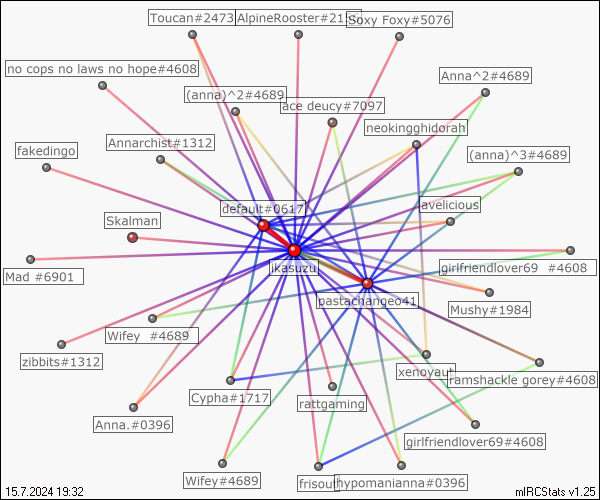 Toucan#2473
AlpineRooster#21
Soxy Foxy#5076
no cops no laws no hope#4608
Anna^2#4689
(anna)^2#4689
ace deucy#7097
neokingghidorah
Annarchist#1312
fakedingo
(anna)^3#4689
default#0617
avelicious
Skalman
jikasuzu
Mad #6901
girlfriendlover69 #4608
pastachangeo41
Mushy#1984
Wifey #4689
zibbits#1312
xenoyaut
ramshackle gorey#4608
Cypha#1717
rattgaming
Anna.#0396
girlfriendlover69#4608
Wifey#4689
frisout
hypomanianna#0396
15.7.2024 19:32
mIRCStats v1.25